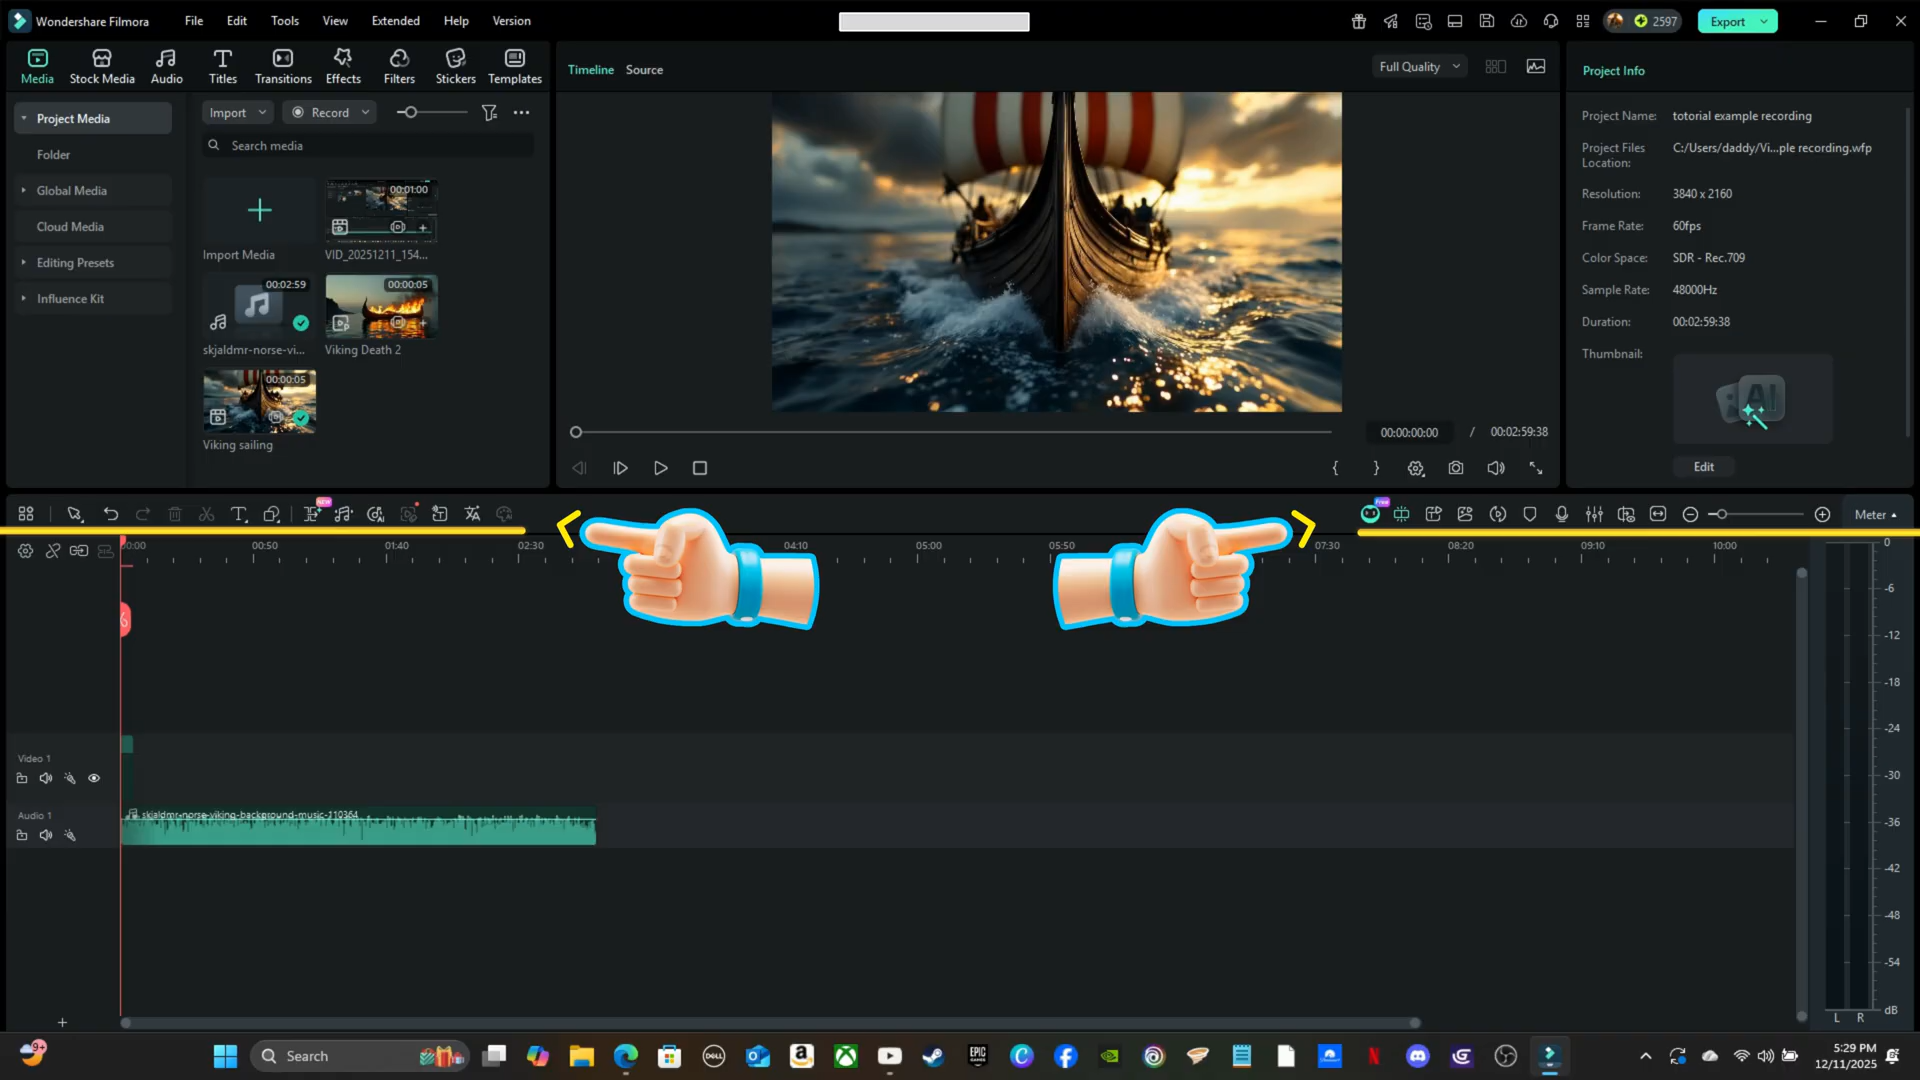 Wondershare Filmora File Edit Tools View Extended Help Version 2597 Export
Media Stock Media Audio Titles Transitions Effects Filters Stickers Templates
Project Media
Folder
Global Media
Cloud Media
Editing Presets
Influence Kit
Import Record
Search media
00:01:00
Import Media VID_20251211_154...
00:02:59 00:00:05
skjaldmr-norse-vi... Viking Death 2
00:00:05
Viking sailing
Timeline Source Full Quality
00:00:00:00 / 00:02:59:38
Project Info
Project Name: totorial example recording
Project Files Location: C:/Users/daddy/Vi...ple recording.wfp
Resolution: 3840 x 2160
Frame Rate: 60fps
Color Space: SDR - Rec.709
Sample Rate: 48000Hz
Duration: 00:02:59:38
Thumbnail:
AI
Edit
NEW Free Meter
00:00 00:50 01:40 02:30 04:10 05:00 05:50 07:30 08:20 09:10 10:00
Video 1
Audio 1
skjaldmr-norse-viking-background-music-110364
0
-6
-12
-18
-24
-30
-36
-42
-48
-54
dB
L R
9+ Search DELL EPIC GAMES
5:29 PM
12/11/2025